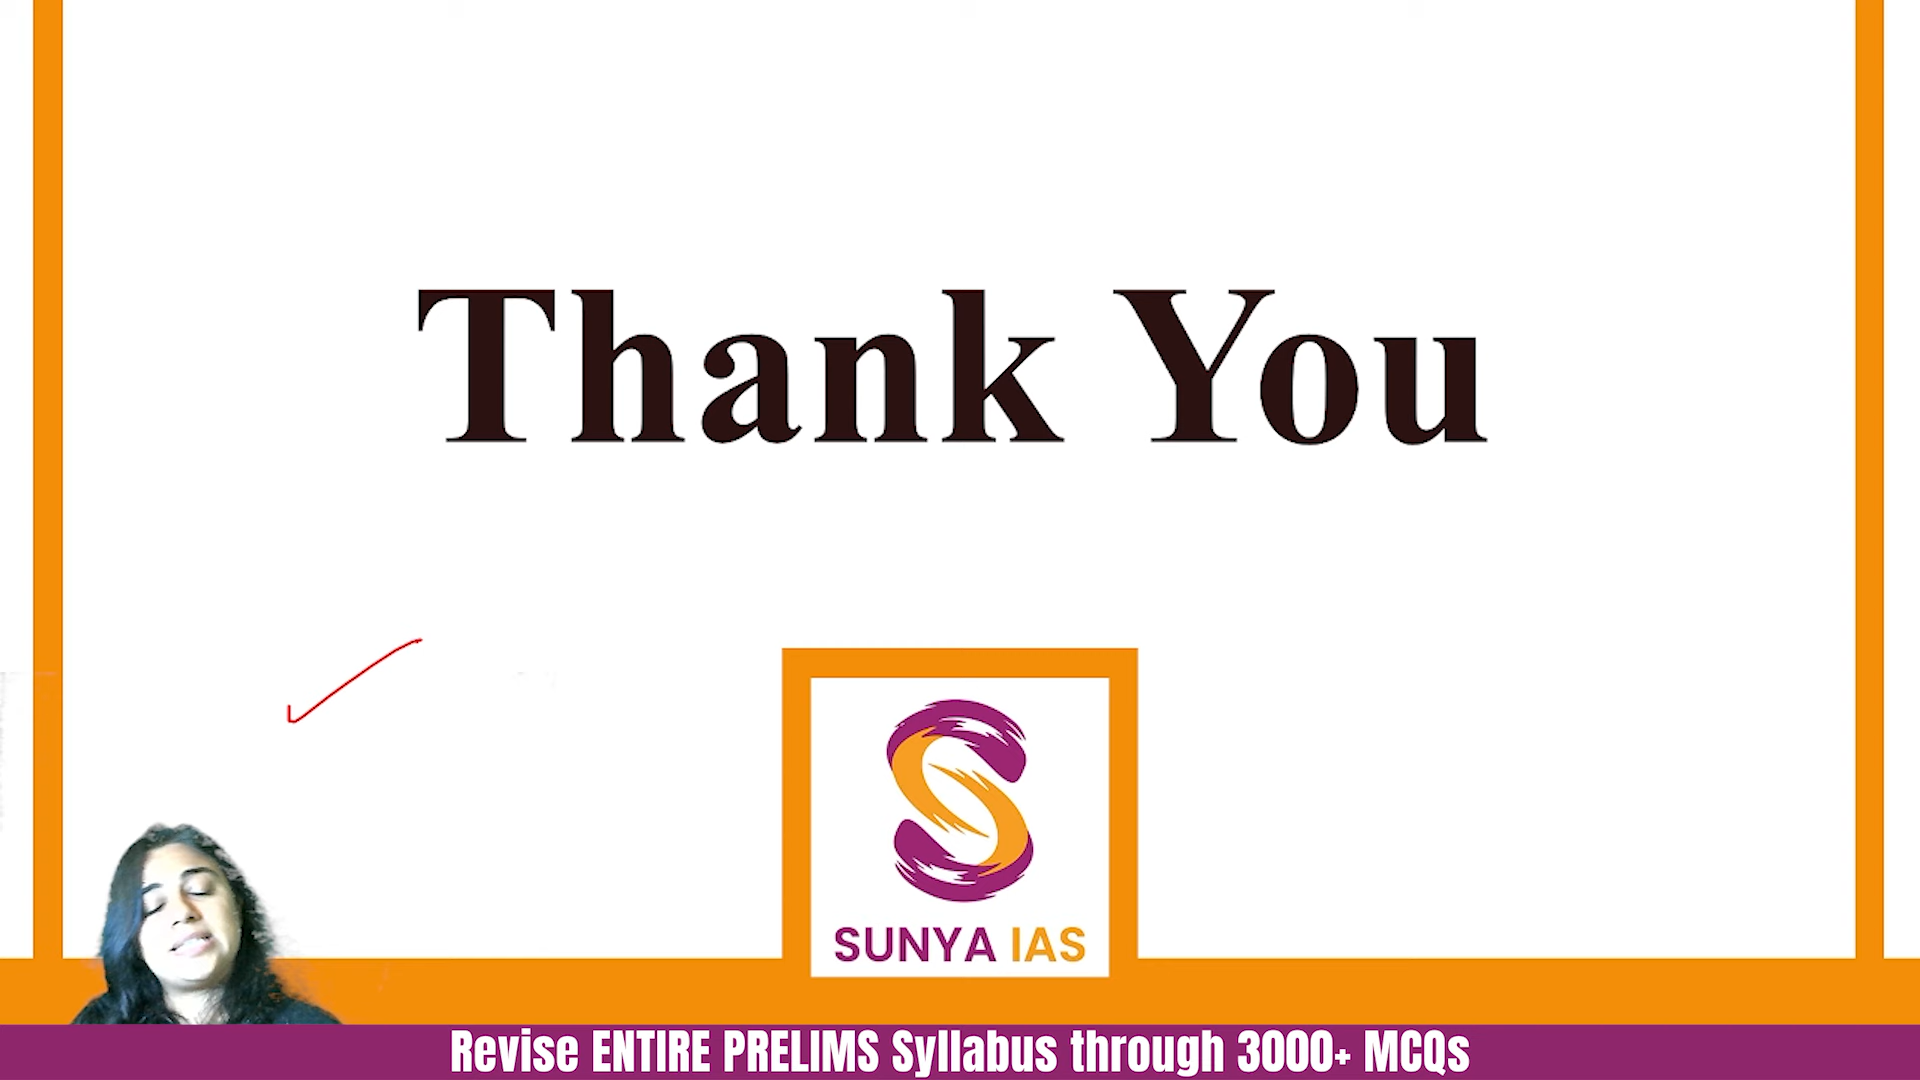 Thank You
SUNYA IAS
Revise ENTIRE PRELIMS Syllabus through 3000+ MCQs